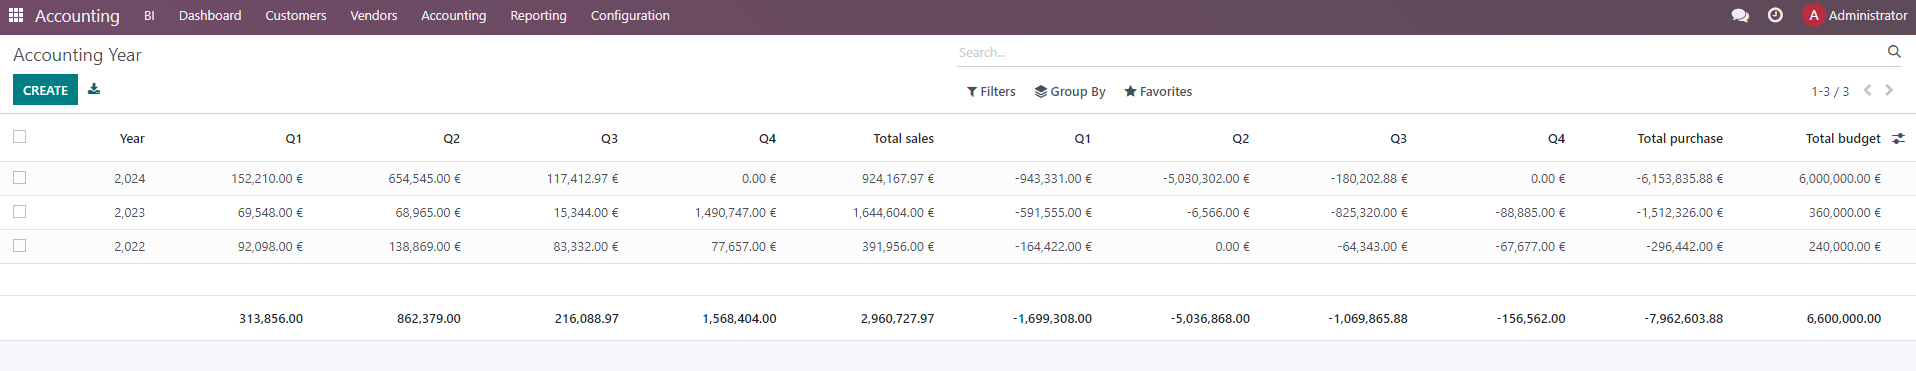 Accounting BI Dashboard Customers Vendors Accounting Reporting Configuration A Administrator
Accounting Year Search...
CREATE Filters Group By Favorites 1-3 / 3
Year Q1 Q2 Q3 Q4 Total sales Q1 Q2 Q3 Q4 Total purchase Total budget
2,024 152,210.00 € 654,545.00 € 117,412.97 € 0.00 € 924,167.97 € -943,331.00 € -5,030,302.00 € -180,202.88 € 0.00 € -6,153,835.88 € 6,000,000.00 €
2,023 69,548.00 € 68,965.00 € 15,344.00 € 1,490,747.00 € 1,644,604.00 € -591,555.00 € -6,566.00 € -825,320.00 € -88,885.00 € -1,512,326.00 € 360,000.00 €
2,022 92,098.00 € 138,869.00 € 83,332.00 € 77,657.00 € 391,956.00 € -164,422.00 € 0.00 € -64,343.00 € -67,677.00 € -296,442.00 € 240,000.00 €
313,856.00 862,379.00 216,088.97 1,568,404.00 2,960,727.97 -1,699,308.00 -5,036,868.00 -1,069,865.88 -156,562.00 -7,962,603.88 6,600,000.00